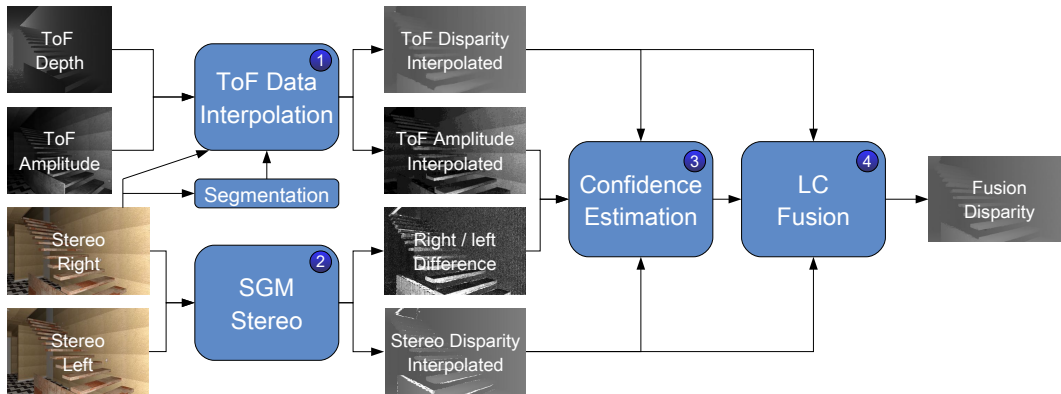 ToF
Depth
ToF
Amplitude
Stereo
Right
Stereo
Left
1
ToF Data
Interpolation
Segmentation
2
SGM
Stereo
ToF Disparity
Interpolated
ToF Amplitude
Interpolated
Right / left
Difference
Stereo Disparity
Interpolated
3
Confidence
Estimation
4
LC
Fusion
Fusion
Disparity